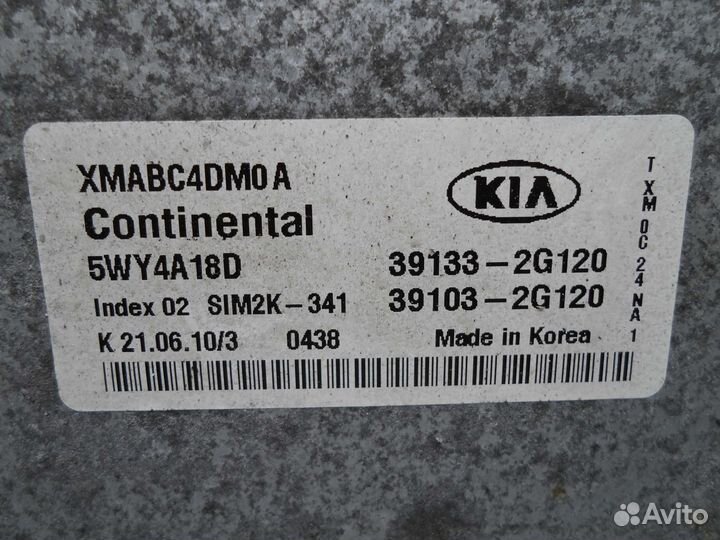 XMABC4DM0A
KIA
Continental
5WY4A18D
39133-2G120
Index 02 SIM2K-341
39103-2G120
K 21.06.10/3 0438 Made in Korea
T XM 0C 24 NA 1
Avito